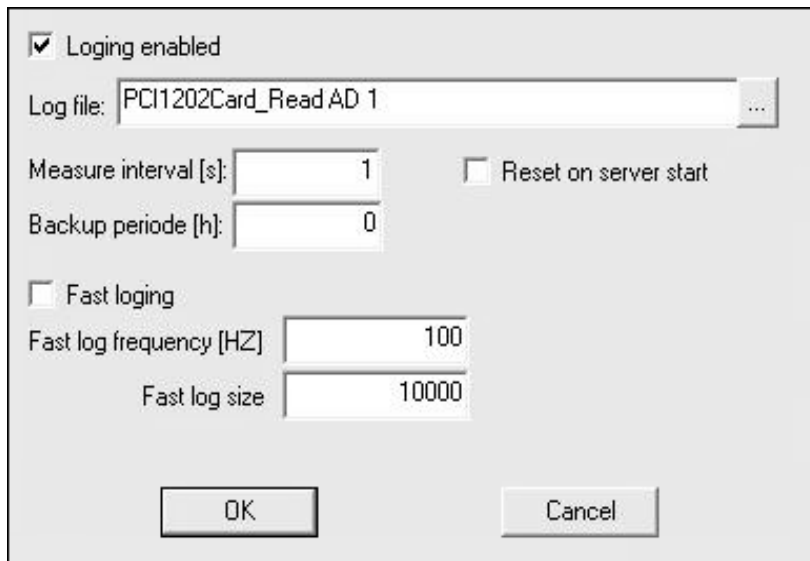 Loging enabled
Log file: PCI1202Card_Read AD 1 ...
Measure interval [s]: 1 Reset on server start
Backup periode [h]: 0
Fast loging
Fast log frequency [HZ] 100
Fast log size 10000
OK Cancel